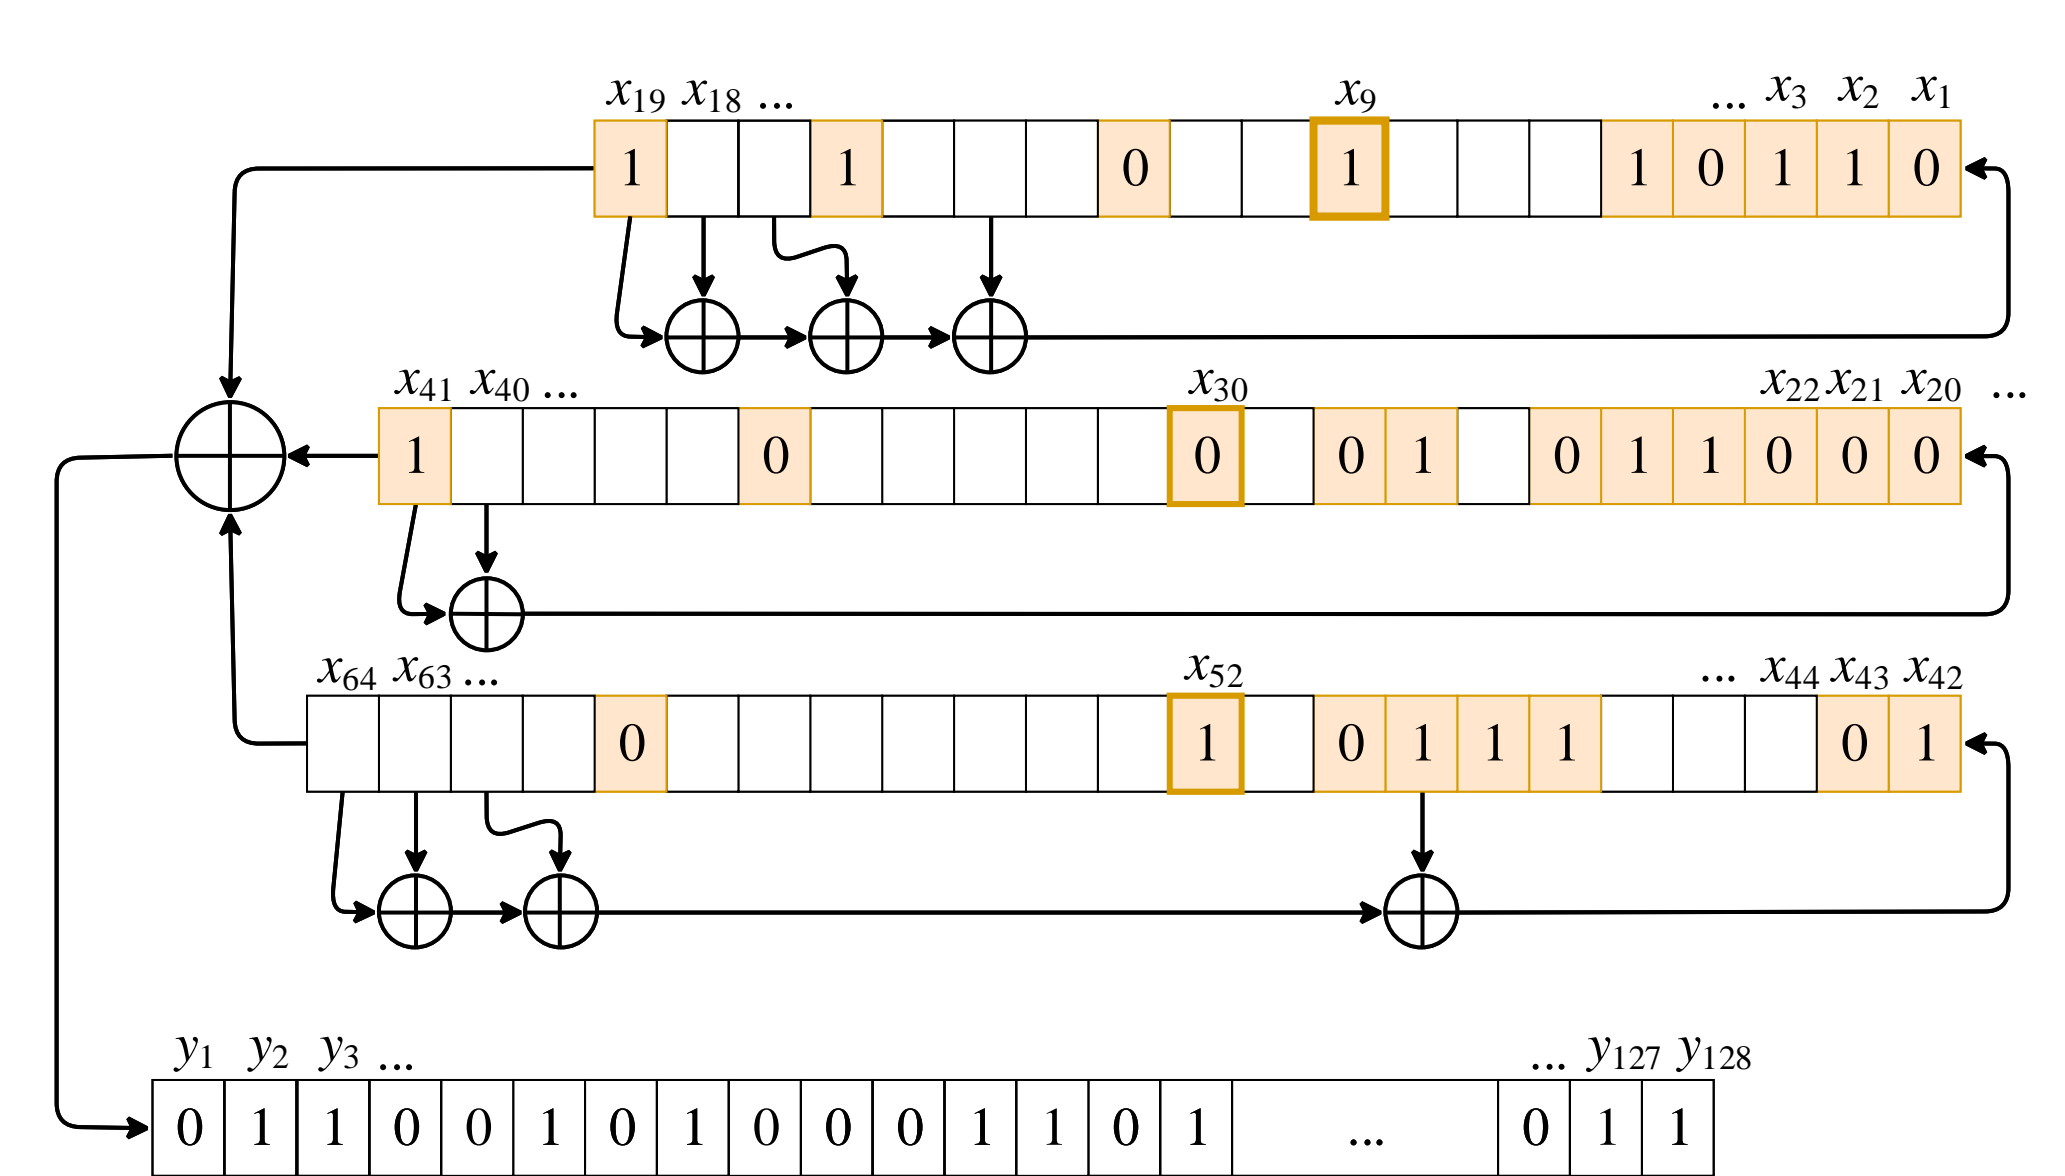 x₁₉ x₁₈ ... x₉ ... x₃ x₂ x₁
1 1 0 1 1 0 1 1 0
x₄₁ x₄₀ ... x₃₀ x₂₂ x₂₁ x₂₀ ...
1 0 0 0 1 0 1 1 0 0 0
x₆₄ x₆₃ ... x₅₂ ... x₄₄ x₄₃ x₄₂
0 1 0 1 1 1 0 1
y₁ y₂ y₃ ... ... y₁₂₇ y₁₂₈
0 1 1 0 0 1 0 1 0 0 0 1 1 0 1 ... 0 1 1